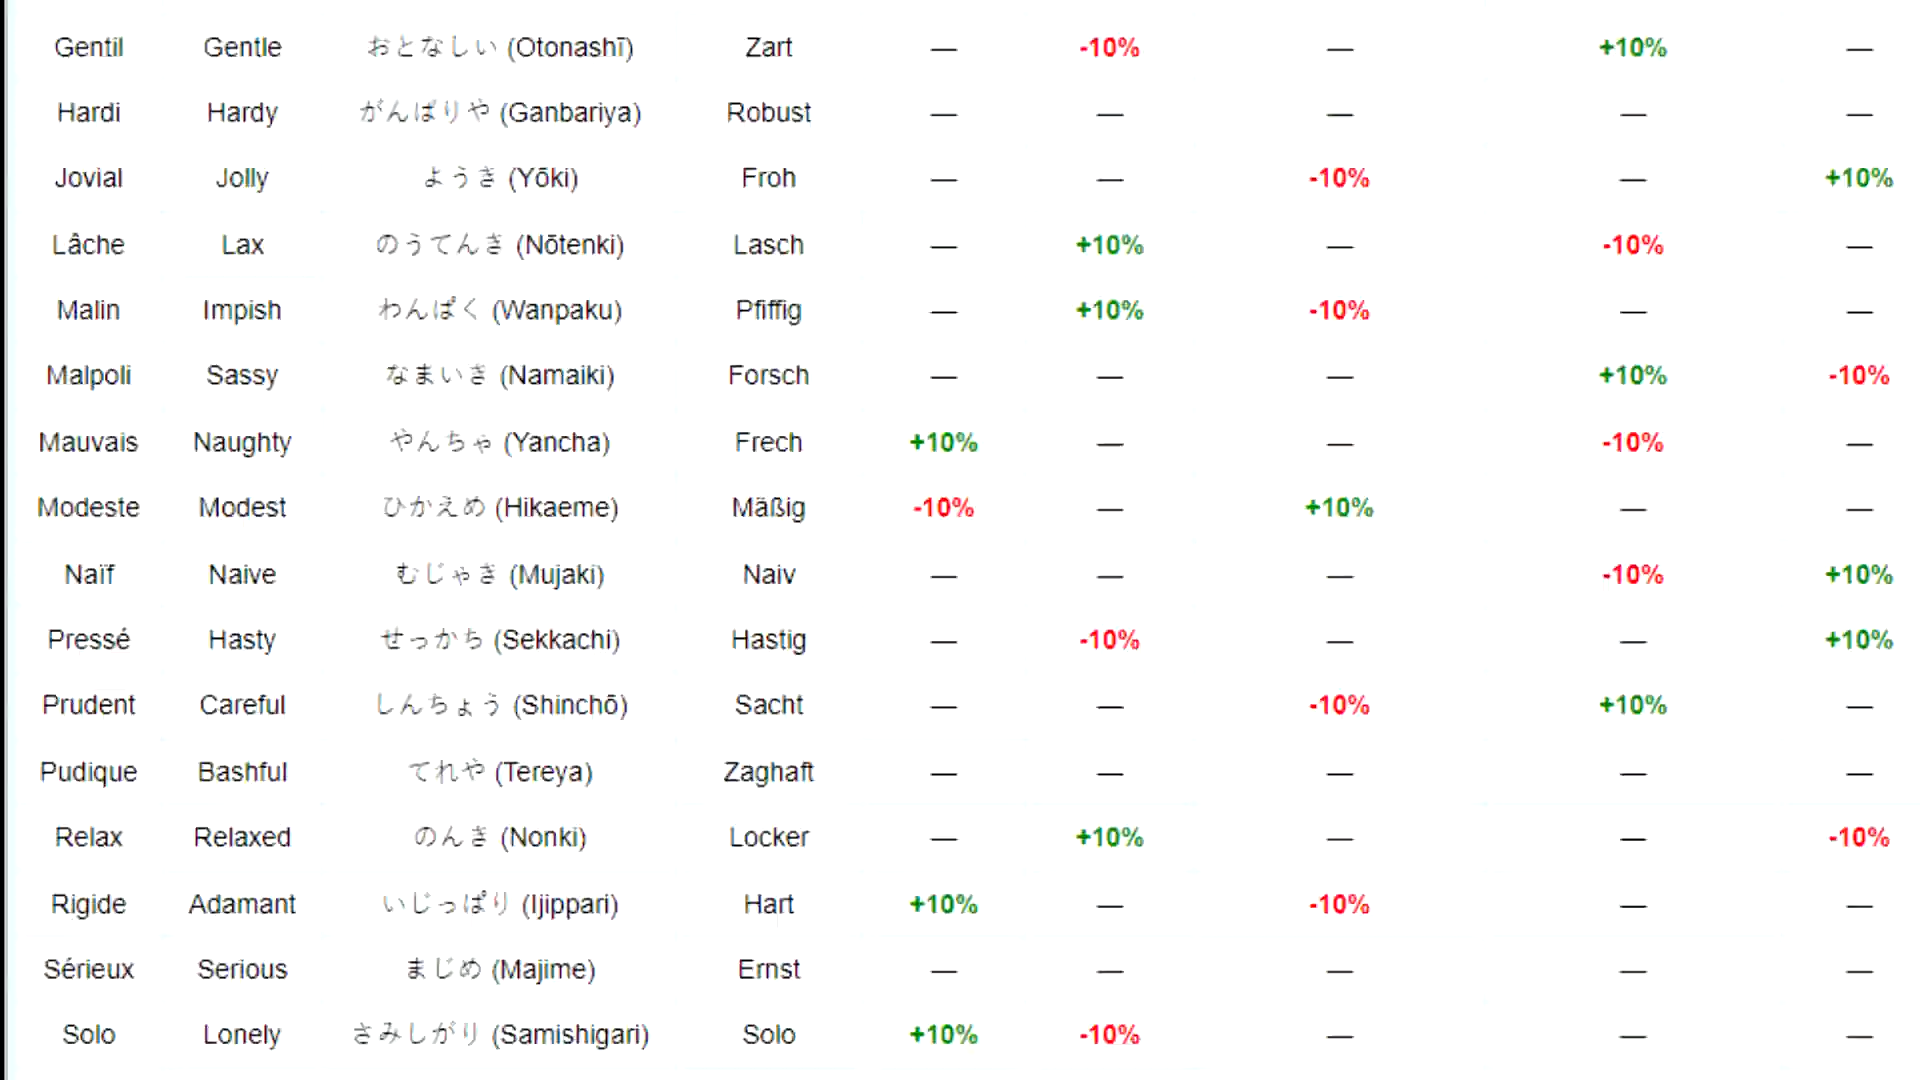 Gentil Gentle おとなしい (Otonashī) Zart — -10% — +10% —
Hardi Hardy がんばりや (Ganbariya) Robust — — — — —
Jovial Jolly ようき (Yōki) Froh — — -10% — +10%
Lâche Lax のうてんき (Nōtenki) Lasch — +10% — -10% —
Malin Impish わんぱく (Wanpaku) Pfiffig — +10% -10% — —
Malpoli Sassy なまいき (Namaiki) Forsch — — — +10% -10%
Mauvais Naughty やんちゃ (Yancha) Frech +10% — — -10% —
Modeste Modest ひかえめ (Hikaeme) Mäßig -10% — +10% — —
Naïf Naive むじゃき (Mujaki) Naiv — — — -10% +10%
Pressé Hasty せっかち (Sekkachi) Hastig — -10% — — +10%
Prudent Careful しんちょう (Shinchō) Sacht — — -10% +10% —
Pudique Bashful てれや (Tereya) Zaghaft — — — — —
Relax Relaxed のんき (Nonki) Locker — +10% — — -10%
Rigide Adamant いじっぱり (Ijippari) Hart +10% — -10% — —
Sérieux Serious まじめ (Majime) Ernst — — — — —
Solo Lonely さみしがり (Samishigari) Solo +10% -10% — — —